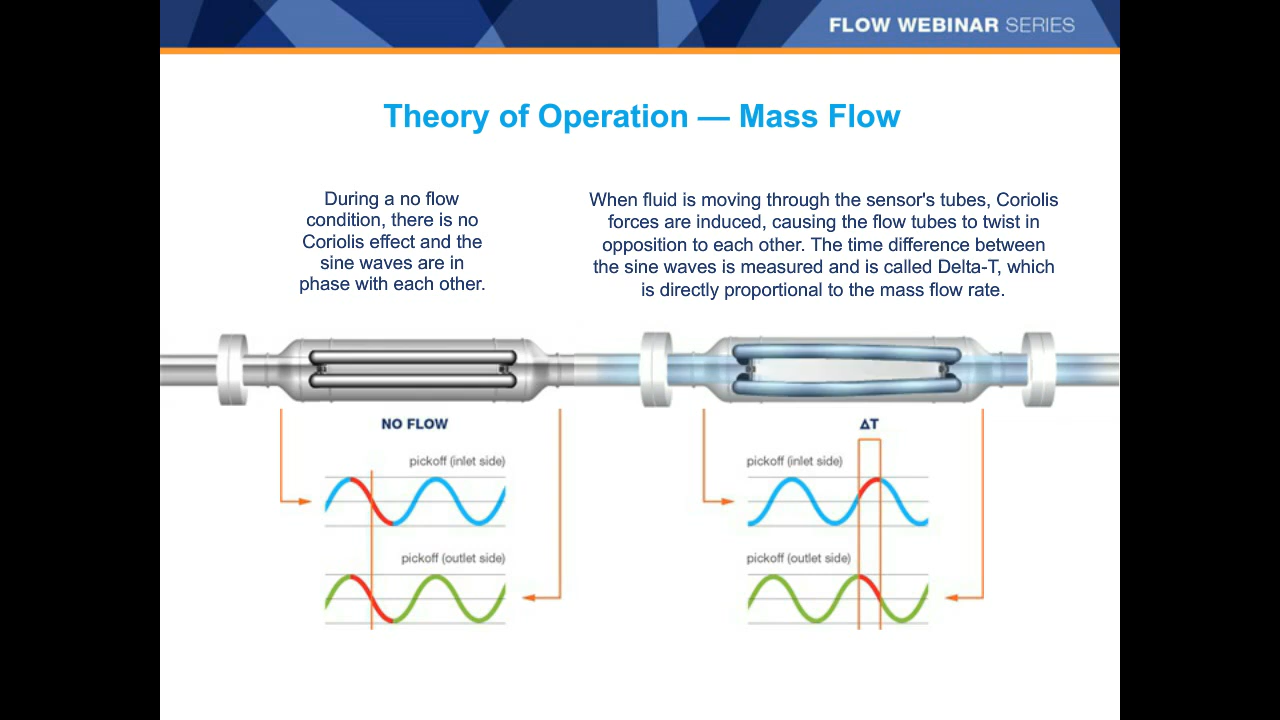 FLOW WEBINAR SERIES
Theory of Operation — Mass Flow
During a no flow
condition, there is no
Coriolis effect and the
sine waves are in
phase with each other.
When fluid is moving through the sensor's tubes, Coriolis
forces are induced, causing the flow tubes to twist in
opposition to each other. The time difference between
the sine waves is measured and is called Delta-T, which
is directly proportional to the mass flow rate.
NO FLOW
pickoff (inlet side)
pickoff (outlet side)
ΔT
pickoff (inlet side)
pickoff (outlet side)